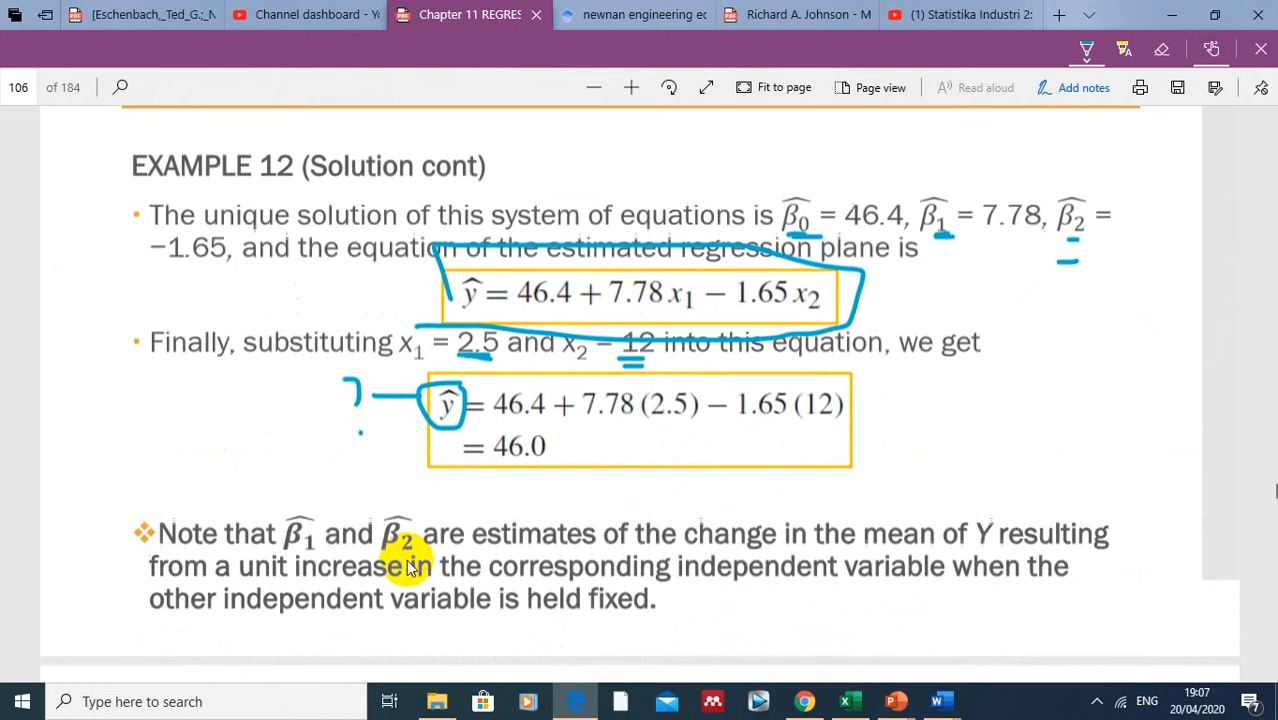 [Eschenbach,_Ted_G.;_N
Channel dashboard - Yo
Chapter 11 REGRES
newnan engineering ec
Richard A. Johnson - M
(1) Statistika Industri 2:
106 of 184
Fit to page
Page view
Read aloud
Add notes
EXAMPLE 12 (Solution cont)
• The unique solution of this system of equations is β̂₀ = 46.4, β̂₁ = 7.78, β̂₂ =
−1.65, and the equation of the estimated regression plane is
ŷ = 46.4 + 7.78 x₁ − 1.65 x₂
• Finally, substituting x₁ = 2.5 and x₂ − 12 into this equation, we get
?
ŷ = 46.4 + 7.78 (2.5) − 1.65 (12)
= 46.0
❖Note that β̂₁ and β̂₂ are estimates of the change in the mean of Y resulting
from a unit increase in the corresponding independent variable when the
other independent variable is held fixed.
Type here to search
ENG
19:07
20/04/2020
7